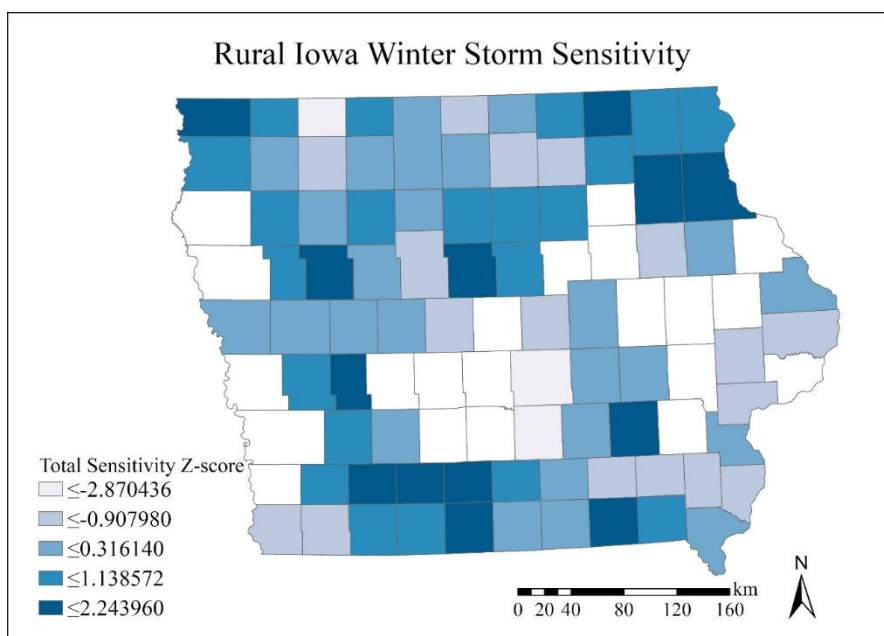 Rural Iowa Winter Storm Sensitivity
Total Sensitivity Z-score
≤-2.870436
≤-0.907980
≤0.316140
≤1.138572
≤2.243960
N
km
0 20 40 80 120 160